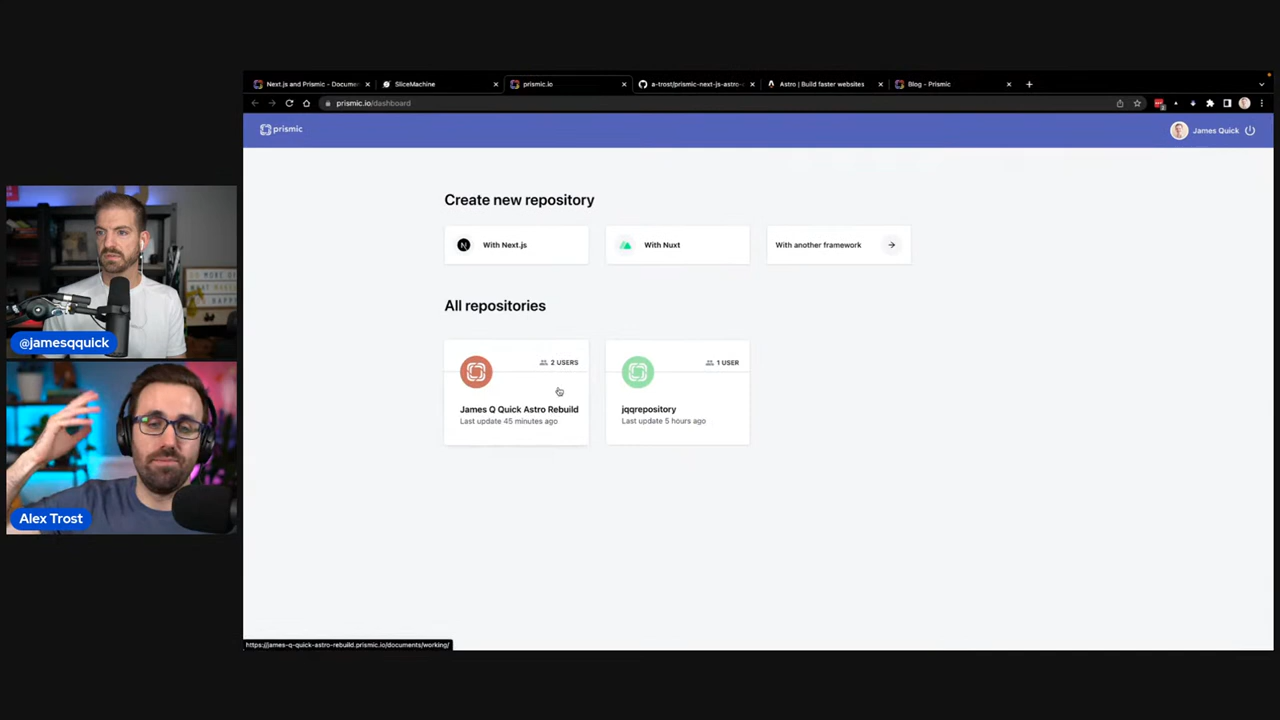 Next.js and Prismic - Docume
SliceMachine
prismic.io
a-trost/prismic-next-js-astro-
Astro | Build faster websites
Blog - Prismic
prismic.io/dashboard
prismic
James Quick
Create new repository
With Next.js
With Nuxt
With another framework
All repositories
2 USERS
James Q Quick Astro Rebuild
Last update 45 minutes ago
1 USER
jqqrepository
Last update 5 hours ago
@jamesqquick
Alex Trost
https://james-q-quick-astro-rebuild.prismic.io/documents/working/